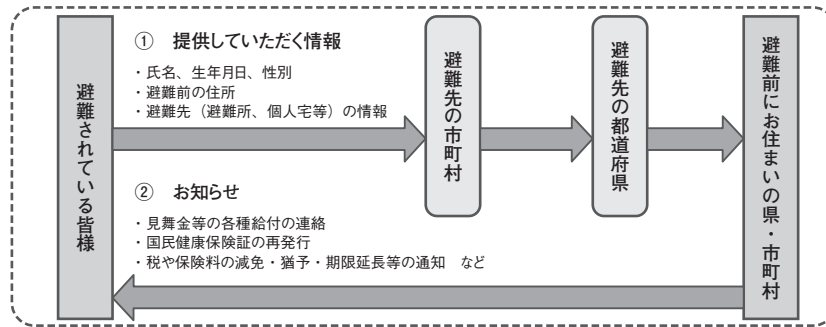 避難されている皆様
① 提供していただく情報
・氏名、生年月日、性別
・避難前の住所
・避難先（避難所、個人宅等）の情報
避難先の市町村
避難先の都道府県
避難前にお住まいの県・市町村
② お知らせ
・見舞金等の各種給付の連絡
・国民健康保険証の再発行
・税や保険料の減免・猶予・期限延長等の通知　など